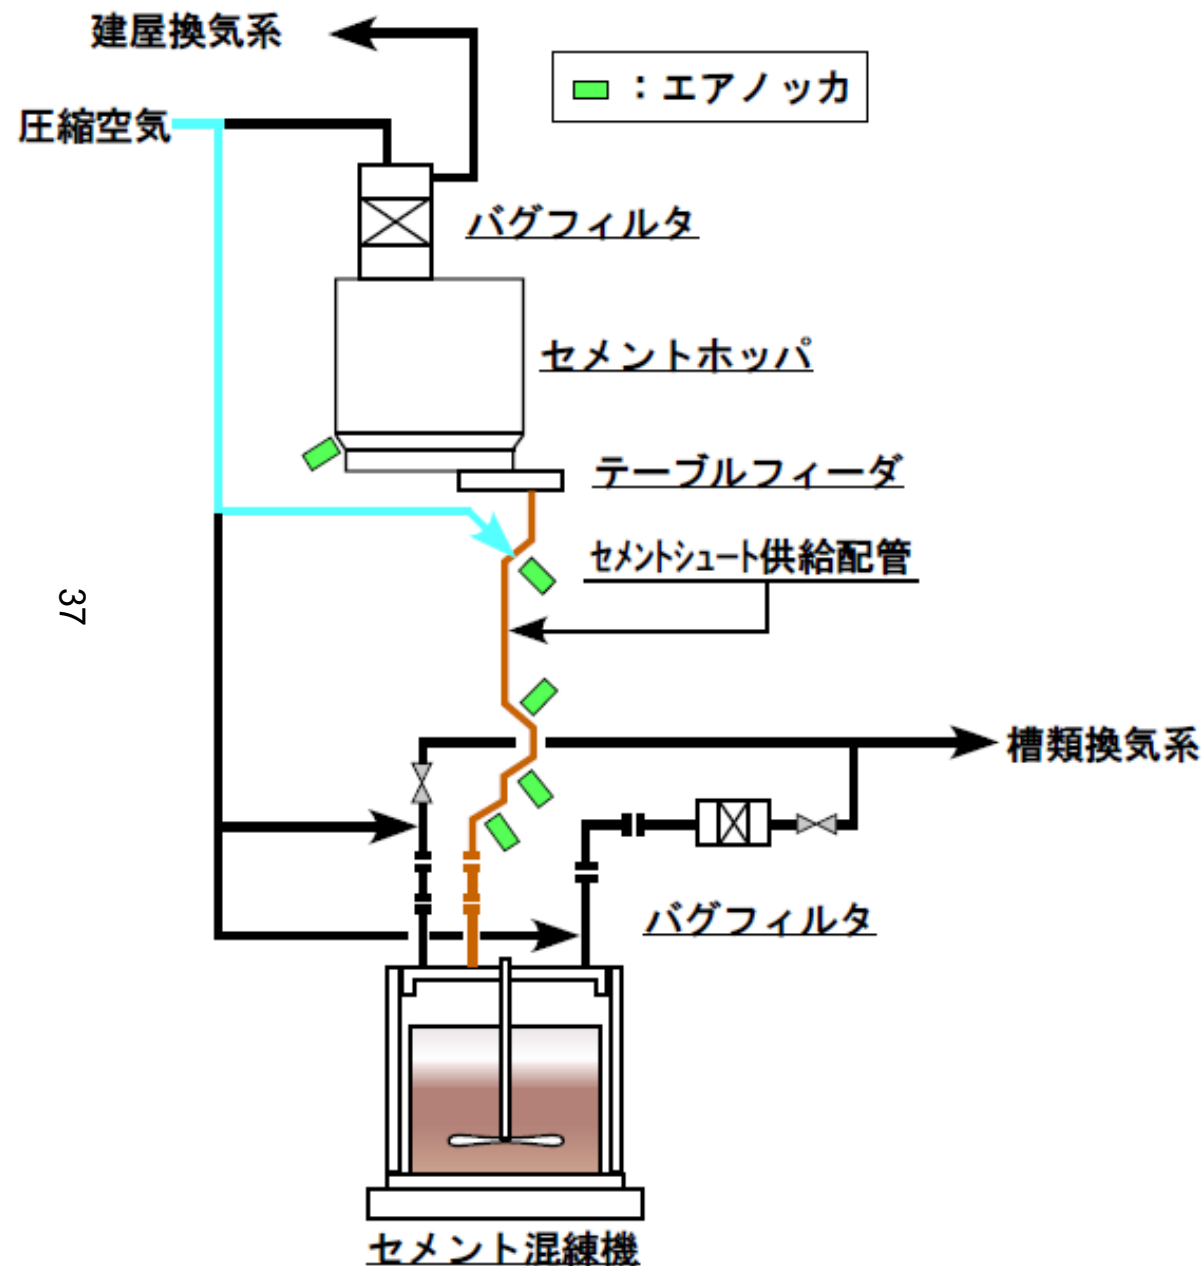 建屋換気系
：エアノッカ
圧縮空気
バグフィルタ
セメントホッパ
テーブルフィーダ
セメントシュート供給配管
37
槽類換気系
バグフィルタ
セメント混練機